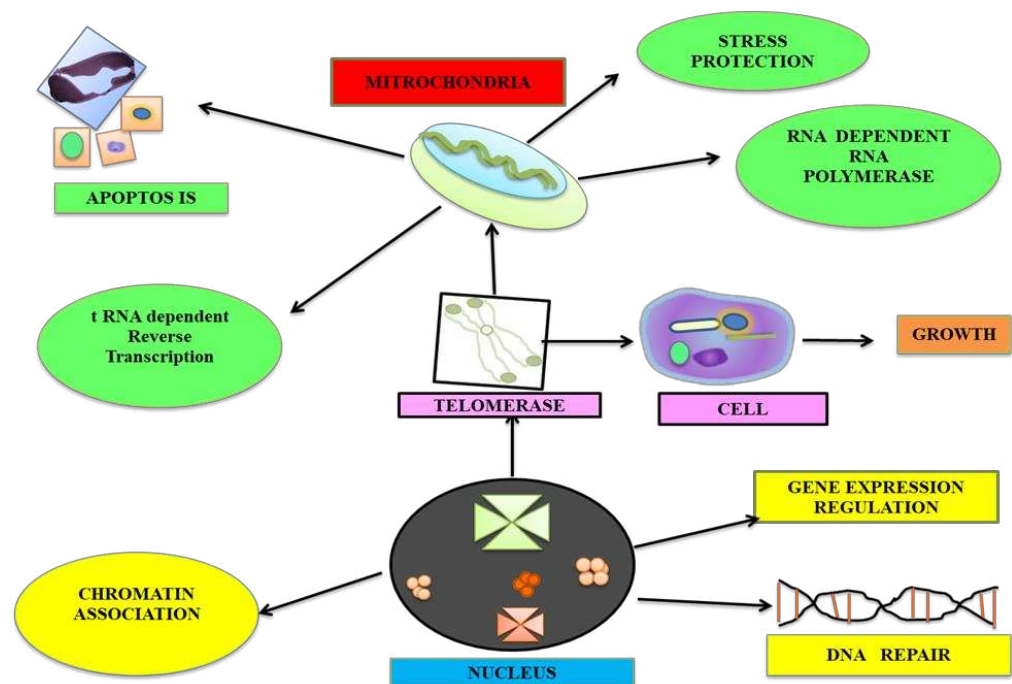 STRESS
PROTECTION
MITROCHONDRIA
RNA DEPENDENT
RNA
POLYMERASE
APOPTOS IS
t RNA dependent
Reverse
Transcription
GROWTH
TELOMERASE
CELL
GENE EXPRESSION
REGULATION
CHROMATIN
ASSOCIATION
DNA REPAIR
NUCLEUS